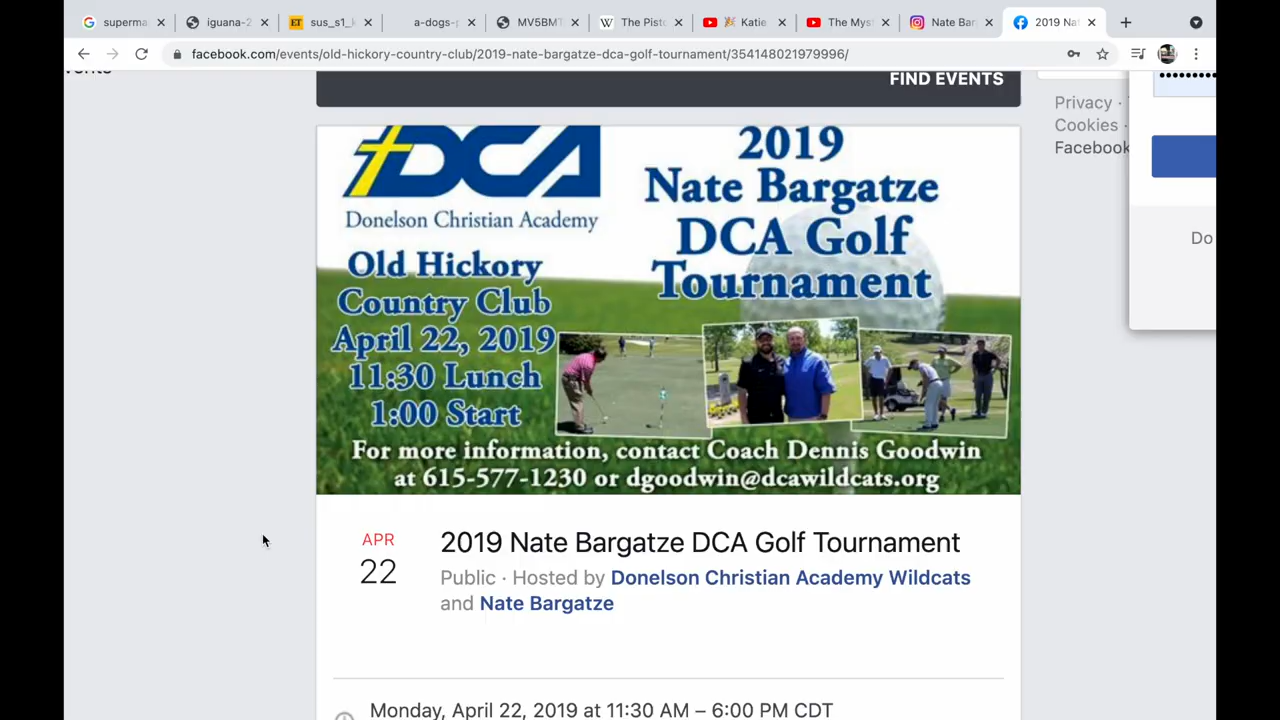 superma
iguana-2
sus_s1_k
a-dogs-p
MV5BMT
The Pist
Katie
The Mys
Nate Bar
2019 Na
facebook.com/events/old-hickory-country-club/2019-nate-bargatze-dca-golf-tournament/354148021979996/
FIND EVENTS
Privacy ·
Cookies ·
Facebook
Do
DCA
Donelson Christian Academy
2019
Nate Bargatze
DCA Golf
Tournament
Old Hickory
Country Club
April 22, 2019
11:30 Lunch
1:00 Start
For more information, contact Coach Dennis Goodwin
at 615-577-1230 or dgoodwin@dcawildcats.org
APR
22
2019 Nate Bargatze DCA Golf Tournament
Public · Hosted by Donelson Christian Academy Wildcats
and Nate Bargatze
Monday, April 22, 2019 at 11:30 AM – 6:00 PM CDT